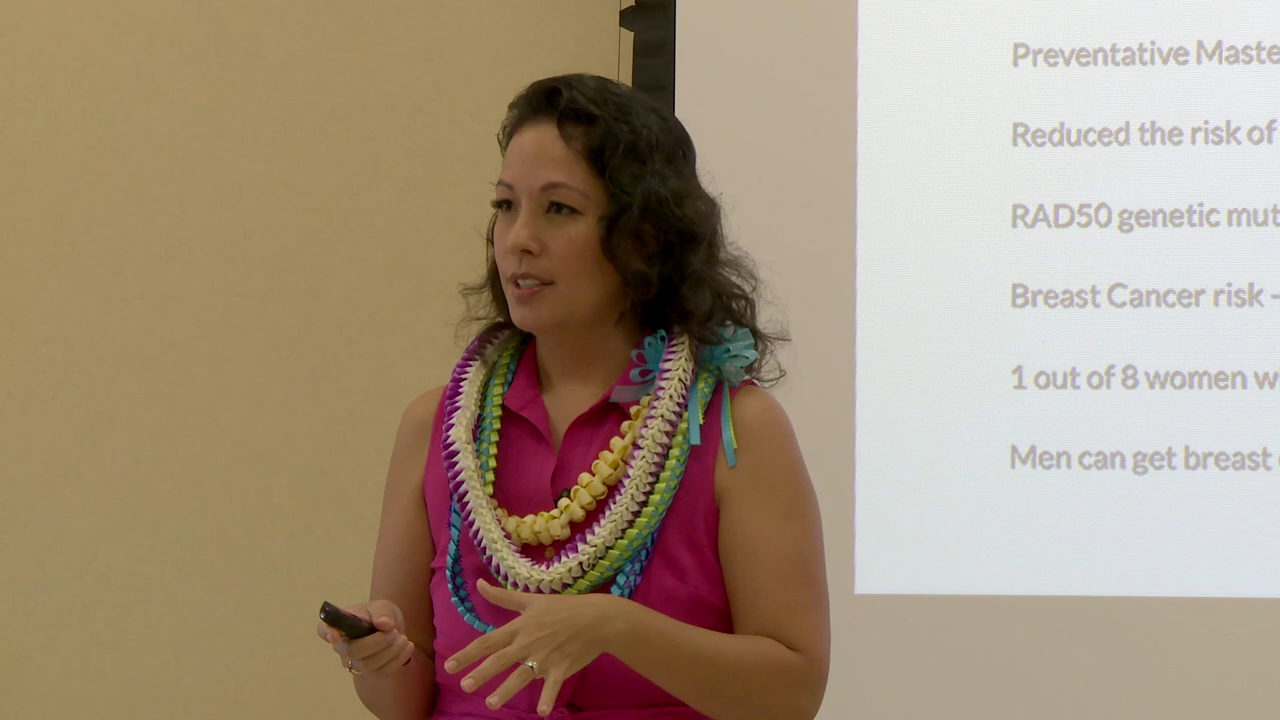 Preventative Maste
Reduced the risk of
RAD50 genetic mut
Breast Cancer risk -
1 out of 8 women w
Men can get breast